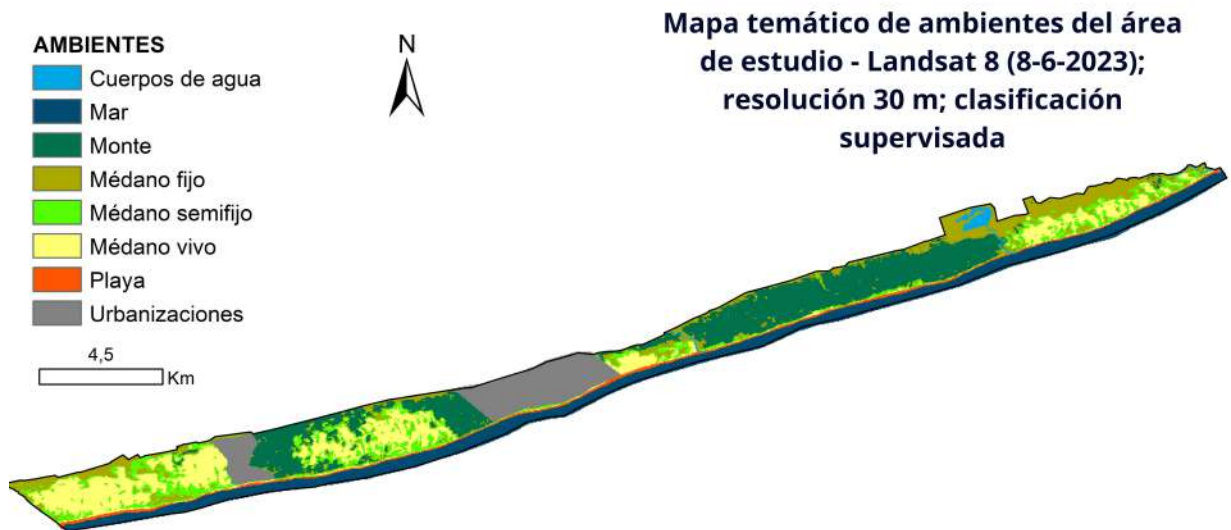 Mapa temático de ambientes del área
de estudio - Landsat 8 (8-6-2023);
resolución 30 m; clasificación
supervisada
AMBIENTES
Cuerpos de agua
Mar
Monte
Médano fijo
Médano semifijo
Médano vivo
Playa
Urbanizaciones
4,5
Km
N